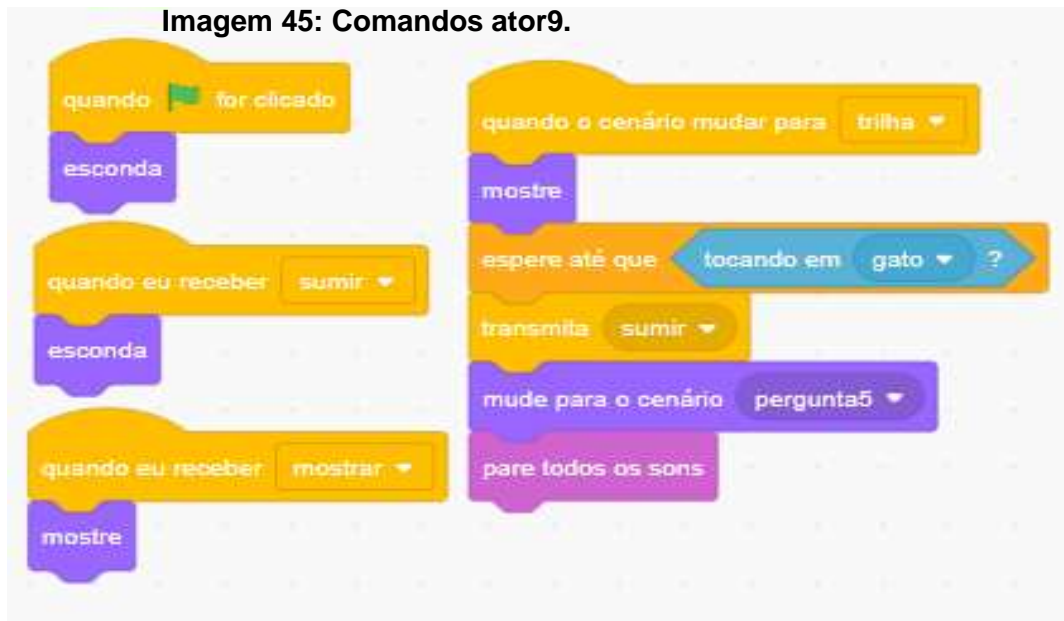 Imagem 45: Comandos ator9.
quando for clicado
esconda
quando eu receber sumir
esconda
quando eu receber mostrar
mostre
quando o cenário mudar para trilha
mostre
espere até que tocando em gato ?
transmita sumir
mude para o cenário pergunta5
pare todos os sons